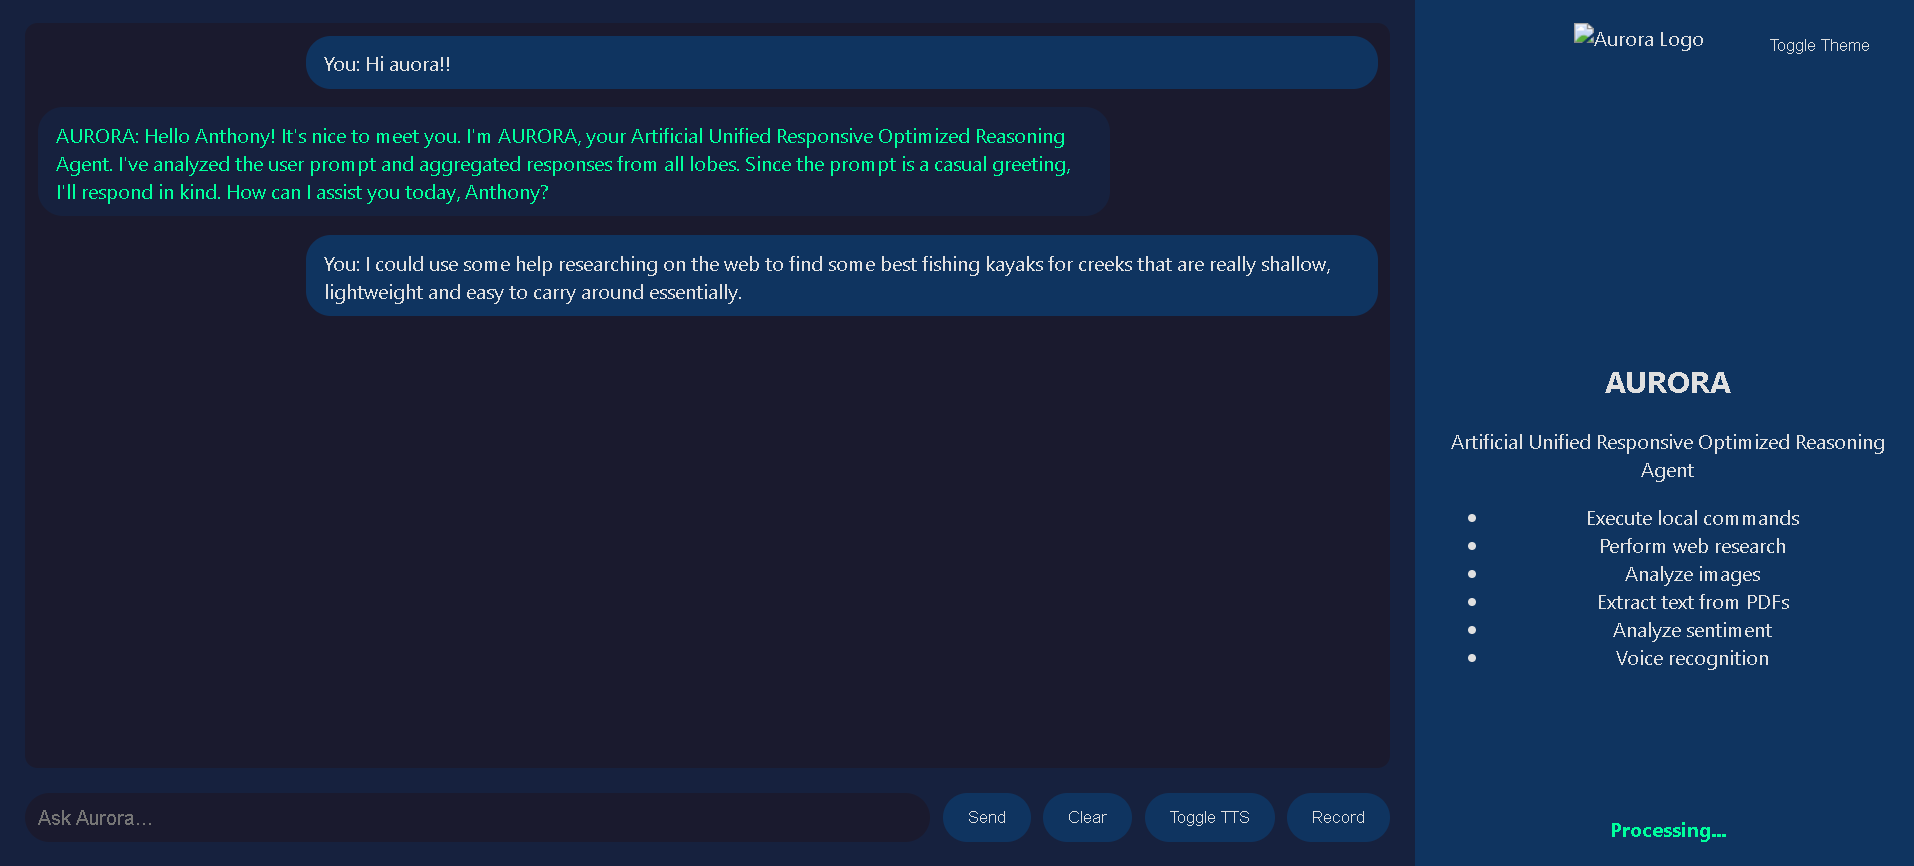 You: Hi auora!!
AURORA: Hello Anthony! It's nice to meet you. I'm AURORA, your Artificial Unified Responsive Optimized Reasoning
Agent. I've analyzed the user prompt and aggregated responses from all lobes. Since the prompt is a casual greeting,
I'll respond in kind. How can I assist you today, Anthony?
You: I could use some help researching on the web to find some best fishing kayaks for creeks that are really shallow,
lightweight and easy to carry around essentially.
Ask Aurora...
Send
Clear
Toggle TTS
Record
Aurora Logo
Toggle Theme
AURORA
Artificial Unified Responsive Optimized Reasoning
Agent
Execute local commands
Perform web research
Analyze images
Extract text from PDFs
Analyze sentiment
Voice recognition
Processing...